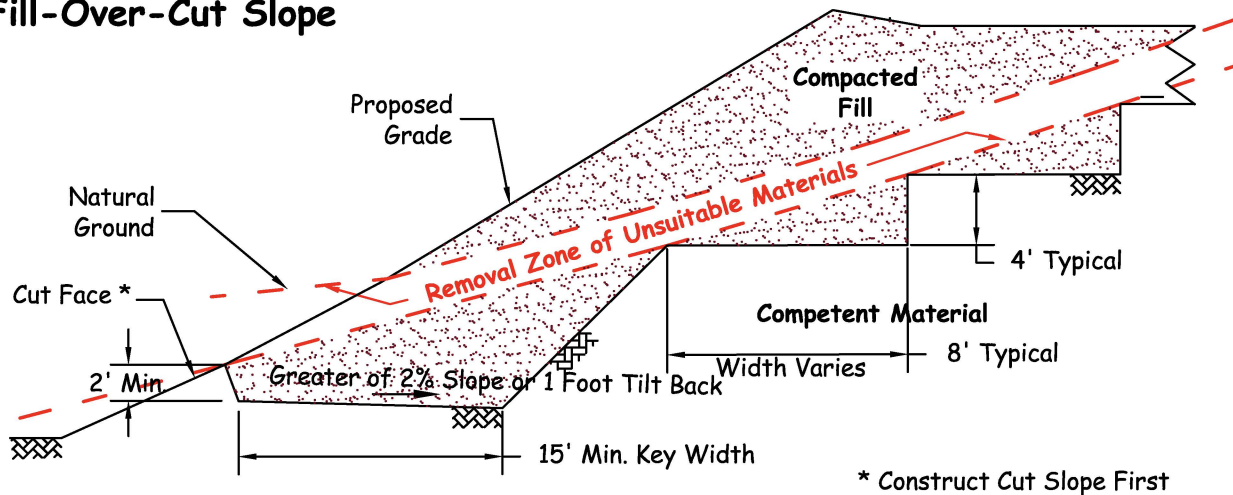 Fill-Over-Cut Slope
Compacted
Fill
Proposed
Grade
Natural
Ground
Removal Zone of Unsuitable Materials
4' Typical
Cut Face *
Competent Material
2' Min.
Greater of 2% Slope or 1 Foot Tilt Back
Width Varies
8' Typical
15' Min. Key Width
* Construct Cut Slope First